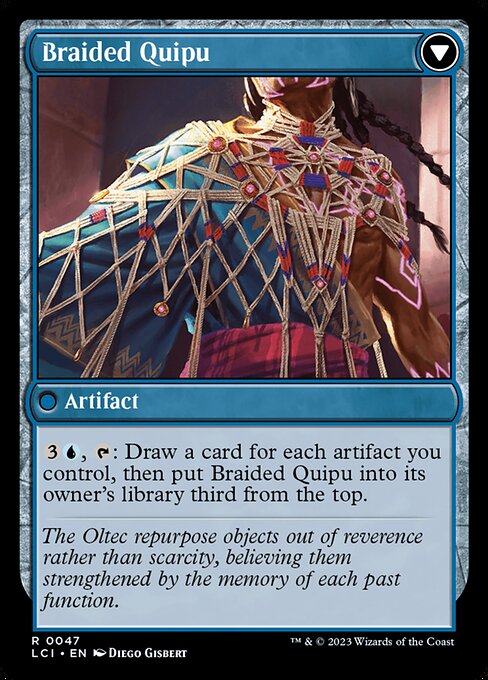 Braided Quipu
Artifact
3, : Draw a card for each artifact you
control, then put Braided Quipu into its
owner's library third from the top.
The Oltec repurpose objects out of reverence
rather than scarcity, believing them
strengthened by the memory of each past
function.
R 0047
LCI • EN Diego Gisbert
™ & © 2023 Wizards of the Coast